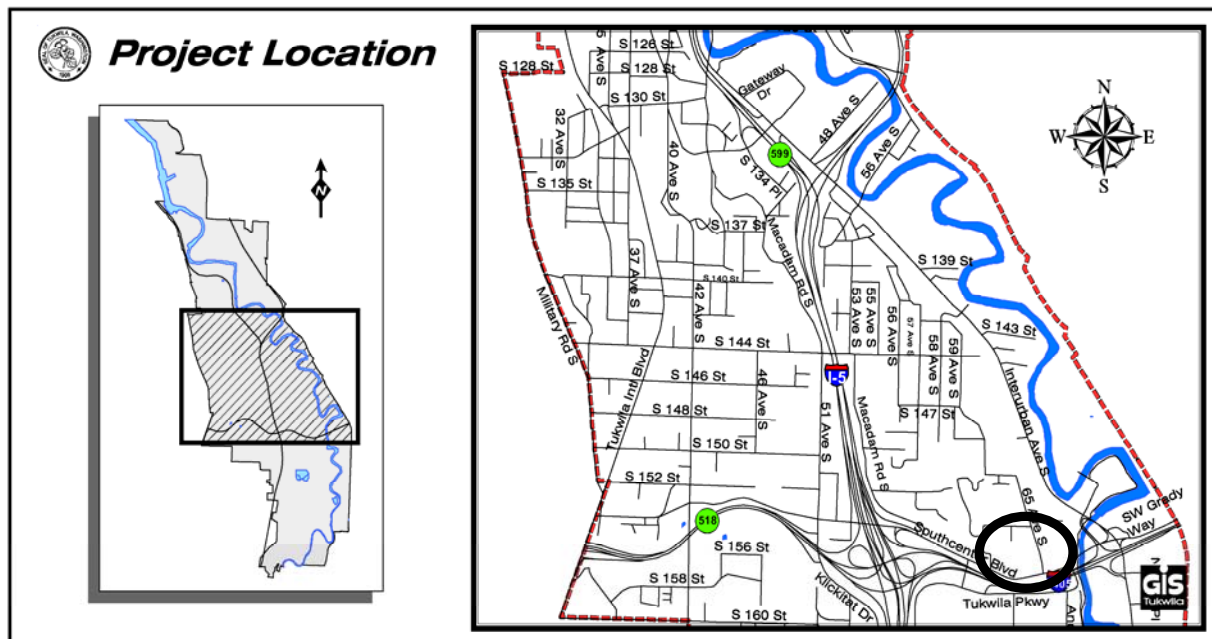 Project Location
SEAL OF TUKWILA, WASHINGTON
1908
N
N
W
E
S
S 126 St
S 128 St
S 128 St
S 130 St
Gateway
Dr
48 Ave S
56 Ave S
599
32 Ave S
40 Ave S
S 134 Pl
S 135 St
S 137 St
Macadam Rd S
37 Ave S
S 140 St
42 Ave S
S 139 St
53 Ave S
55 Ave S
56 Ave S
57 Ave S
58 Ave S
59 Ave S
S 143 St
Military Rd S
S 144 St
Tukwila Intl Blvd
S 146 St
46 Ave S
I-5
Interurban Ave S
S 148 St
51 Ave S
Macadam Rd S
S 147 St
S 150 St
S 152 St
65 Ave S
SW Grady
Way
518
Southcenter Blvd
S 156 St
S 158 St
Klickitat Dr
Tukwila Pkwy
S 160 St
GIS
Tukwila